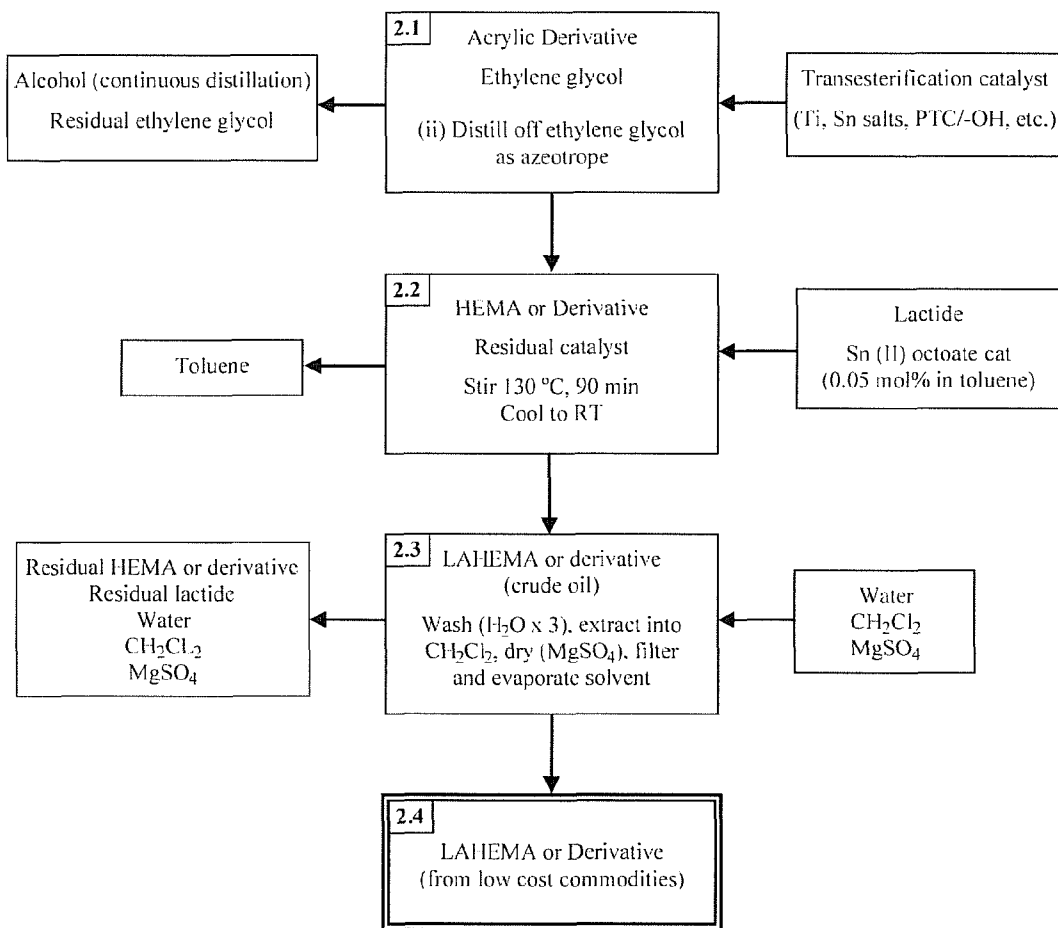 2.1
Acrylic Derivative
Ethylene glycol
(ii) Distill off ethylene glycol
as azeotrope
Alcohol (continuous distillation)
Residual ethylene glycol
Transesterification catalyst
(Ti, Sn salts, PTC/-OH, etc.)
2.2
HEMA or Derivative
Residual catalyst
Stir 130 ºC, 90 min
Cool to RT
Toluene
Lactide
Sn (II) octoate cat
(0.05 mol% in toluene)
2.3
LAHEMA or derivative
(crude oil)
Wash (H₂O x 3), extract into
CH₂Cl₂, dry (MgSO₄), filter
and evaporate solvent
Residual HEMA or derivative
Residual lactide
Water
CH₂Cl₂
MgSO₄
Water
CH₂Cl₂
MgSO₄
2.4
LAHEMA or Derivative
(from low cost commodities)